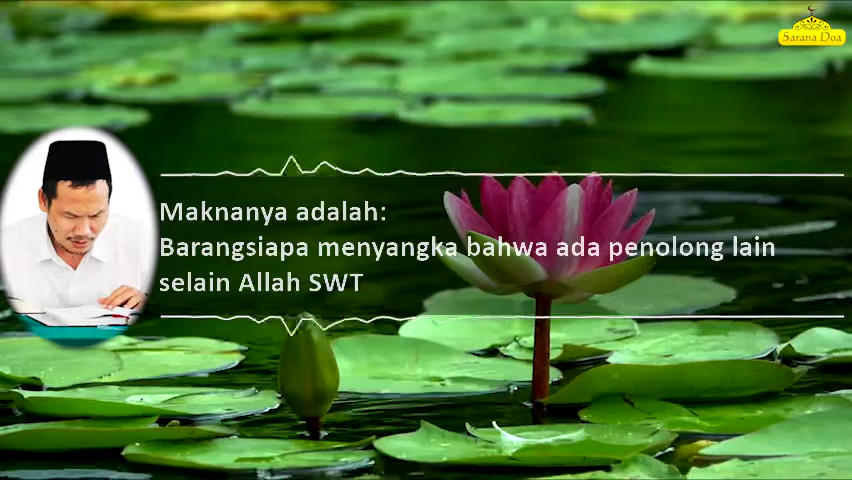 Sarana Doa
Maknanya adalah:
Barangsiapa menyangka bahwa ada penolong lain
selain Allah SWT